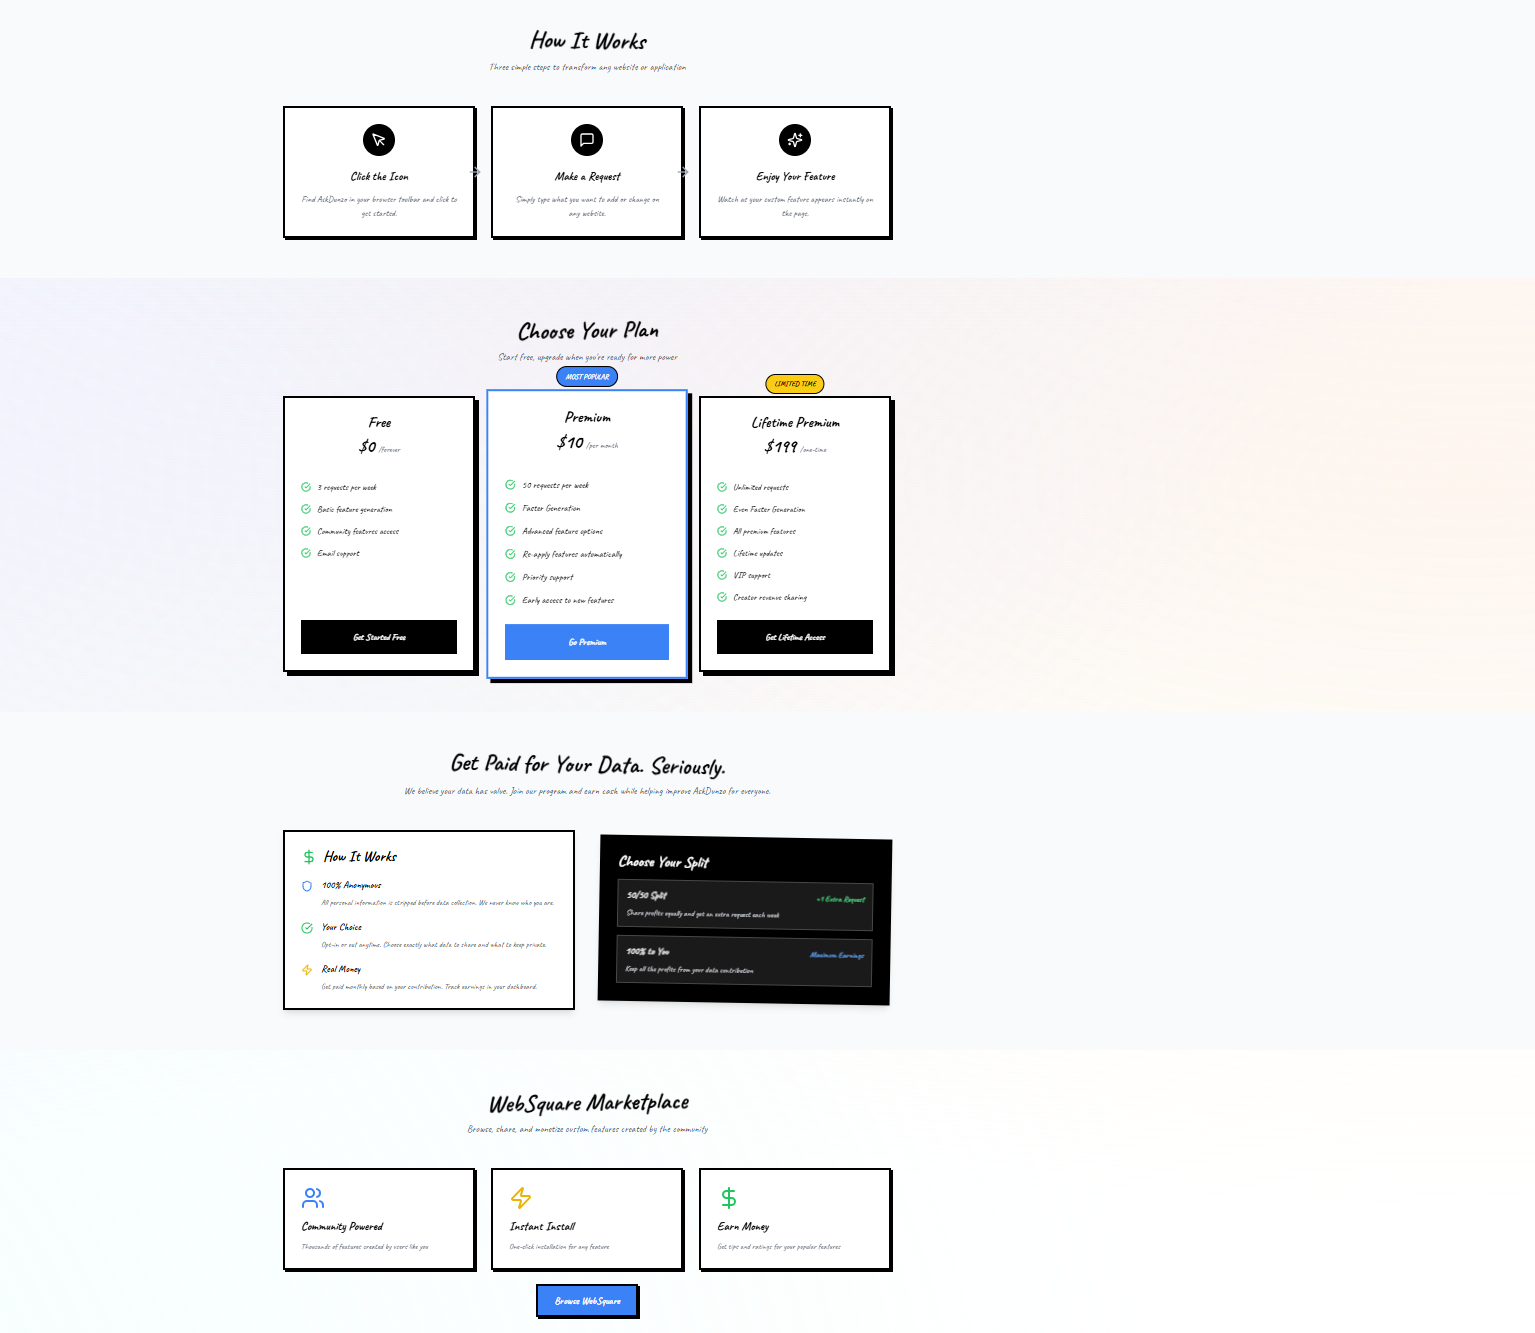 How It Works
Three simple steps to transform any website or application
Click the Icon
Find AskDunzo in your browser toolbar and click to
get started.
Make a Request
Simply type what you want to add or change on
any website.
Enjoy Your Feature
Watch as your custom feature appears instantly on
the page.
Choose Your Plan
Start free, upgrade when you're ready for more power
Free
$0 /forever
3 requests per week
Basic feature generation
Community features access
Email support
Get Started Free
MOST POPULAR
Premium
$10 /per month
50 requests per week
Faster Generation
Advanced feature options
Re-apply features automatically
Priority support
Early access to new features
Go Premium
LIMITED TIME
Lifetime Premium
$199 /one-time
Unlimited requests
Even Faster Generation
All premium features
Lifetime updates
VIP support
Creator revenue sharing
Get Lifetime Access
Get Paid for Your Data. Seriously.
We believe your data has value. Join our program and earn cash while helping improve AskDunzo for everyone.
How It Works
100% Anonymous
All personal information is stripped before data collection. We never know who you are.
Your Choice
Opt-in or out anytime. Choose exactly what data to share and what to keep private.
Real Money
Get paid monthly based on your contribution. Track earnings in your dashboard.
Choose Your Split
50/50 Split
+1 Extra Request
Share profits equally and get an extra request each week
100% to You
Maximum Earnings
Keep all the profits from your data contribution
WebSquare Marketplace
Browse, share, and monetize custom features created by the community
Community Powered
Thousands of features created by users like you
Instant Install
One-click installation for any feature
Earn Money
Get tips and ratings for your popular features
Browse WebSquare